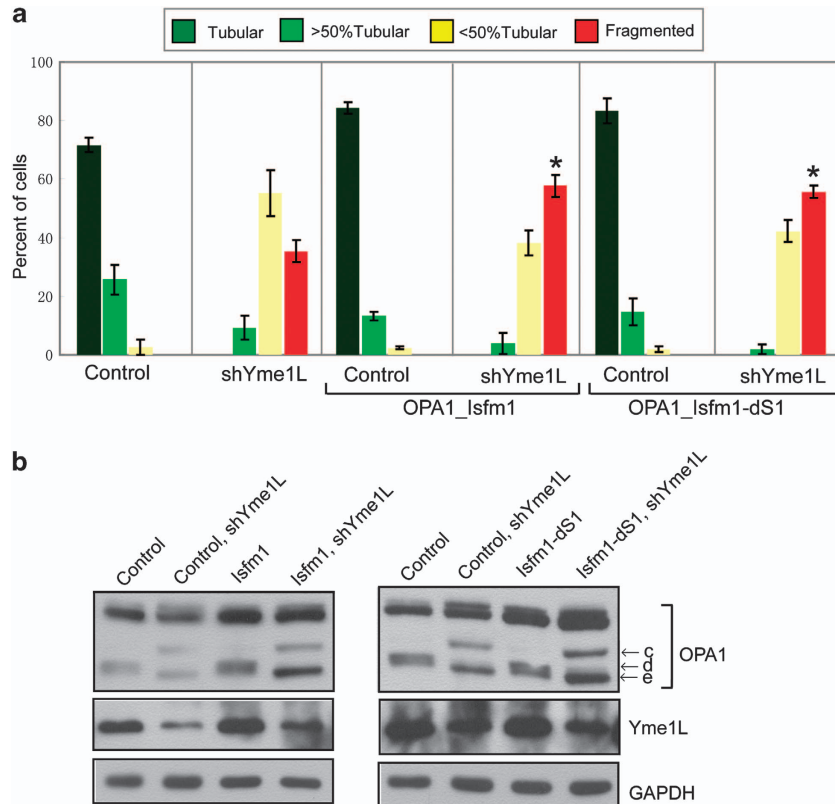 a
Tubular >50%Tubular <50%Tubular Fragmented
Percent of cells
100
80
60
40
20
0
* *
Control shYme1L Control shYme1L Control shYme1L
OPA1_Isfm1 OPA1_Isfm1-dS1
b
Control
Control, shYme1L
Isfm1
Isfm1, shYme1L
Control
Control, shYme1L
Isfm1-dS1
Isfm1-dS1, shYme1L
←c
←d
←e
OPA1
Yme1L
GAPDH